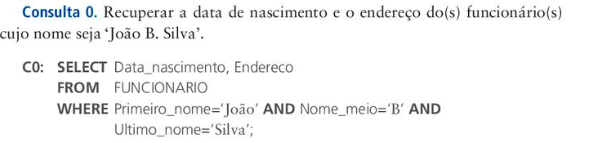 Consulta 0. Recuperar a data de nascimento e o endereço do(s) funcionário(s)
cujo nome seja ‘João B. Silva’.
C0: SELECT Data_nascimento, Endereco
FROM FUNCIONARIO
WHERE Primeiro_nome=‘João’ AND Nome_meio=‘B’ AND
Ultimo_nome=‘Silva’;